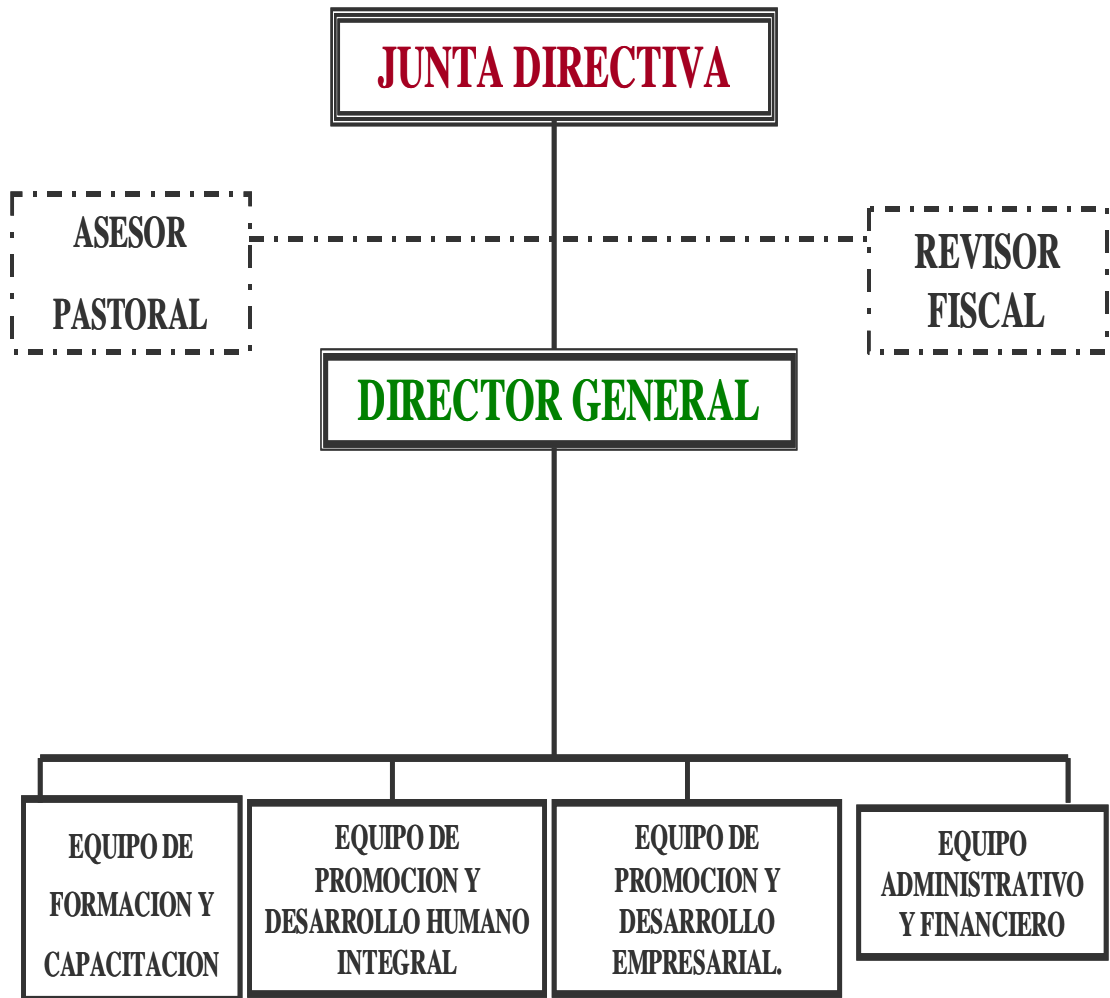 JUNTA DIRECTIVA
ASESOR
PASTORAL
REVISOR
FISCAL
DIRECTOR GENERAL
EQUIPO DE
FORMACION Y
CAPACITACION
EQUIPO DE
PROMOCION Y
DESARROLLO HUMANO
INTEGRAL
EQUIPO DE
PROMOCION Y
DESARROLLO
EMPRESARIAL.
EQUIPO
ADMINISTRATIVO
Y FINANCIERO